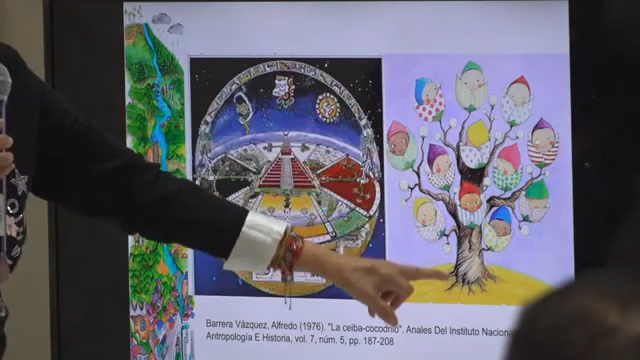 Barrera Vázquez, Alfredo (1976). "La ceiba-cocodrilo". Anales Del Instituto Nacional
Antropología E Historia, vol. 7, núm. 5, pp. 187-208